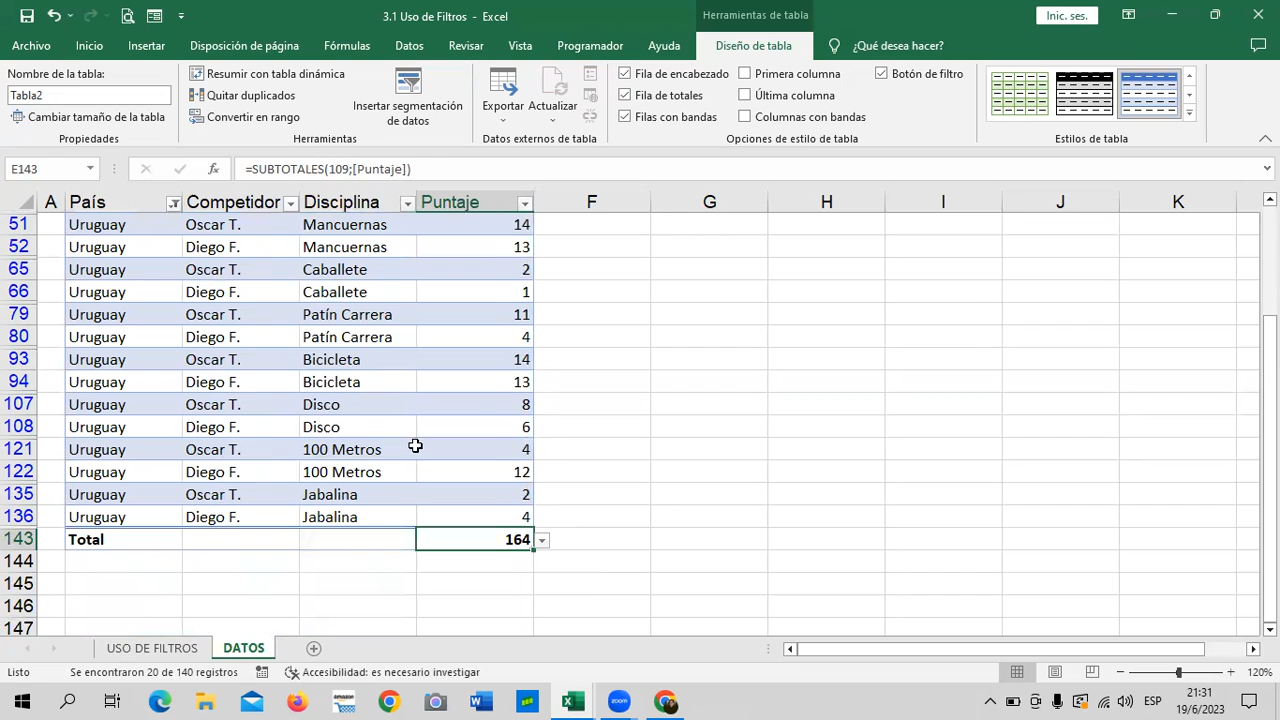 3.1 Uso de Filtros - Excel
Herramientas de tabla
Inic. ses.
Archivo Inicio Insertar Disposición de página Fórmulas Datos Revisar Vista Programador Ayuda Diseño de tabla ¿Qué desea hacer?
Nombre de la tabla:
Tabla2
Cambiar tamaño de la tabla
Propiedades
Resumir con tabla dinámica
Quitar duplicados
Convertir en rango
Insertar segmentación
de datos
Herramientas
Exportar Actualizar
Datos externos de tabla
Fila de encabezado Primera columna Botón de filtro
Fila de totales Última columna
Filas con bandas Columnas con bandas
Opciones de estilo de tabla
Estilos de tabla
E143 fx =SUBTOTALES(109;[Puntaje])
A País Competidor Disciplina Puntaje F G H I J K
51 Uruguay Oscar T. Mancuernas 14
52 Uruguay Diego F. Mancuernas 13
65 Uruguay Oscar T. Caballete 2
66 Uruguay Diego F. Caballete 1
79 Uruguay Oscar T. Patín Carrera 11
80 Uruguay Diego F. Patín Carrera 4
93 Uruguay Oscar T. Bicicleta 14
94 Uruguay Diego F. Bicicleta 13
107 Uruguay Oscar T. Disco 8
108 Uruguay Diego F. Disco 6
121 Uruguay Oscar T. 100 Metros 4
122 Uruguay Diego F. 100 Metros 12
135 Uruguay Oscar T. Jabalina 2
136 Uruguay Diego F. Jabalina 4
143 Total 164
144
145
146
147
USO DE FILTROS DATOS
Listo Se encontraron 20 de 140 registros Accesibilidad: es necesario investigar 120%
amazon
ESP
21:31
19/6/2023